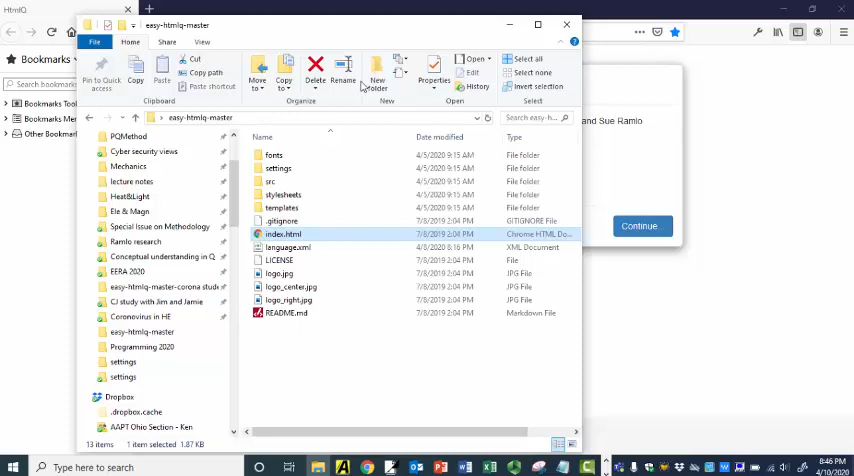 HtmlQ
easy-htmlq-master
File
Home
Share
View
Pin to Quick access
Copy
Paste
Cut
Copy path
Paste shortcut
Move to
Copy to
Delete
Rename
New folder
Properties
Open
Edit
History
Select all
Select none
Invert selection
Clipboard
Organize
New
Open
Select
easy-htmlq-master
Search easy-h...
Bookmarks
Search bookmarks
Bookmarks Tool
Bookmarks Men
Other Bookmark
PQMethod
Cyber security views
Mechanics
lecture notes
Heat&Light
Ele & Magn
Special Issue on Methodology
Ramlo research
Conceptual understanding in Q
EERA 2020
easy-htmlq-master-corona stude
CJ study with Jim and Jamie
Coronovirus in HE
easy-htmlq-master
Programming 2020
settings
settings
Dropbox
.dropbox.cache
AAPT Ohio Section - Ken
Name Date modified Type
fonts 4/5/2020 9:15 AM File folder
settings 4/5/2020 9:15 AM File folder
src 4/5/2020 9:15 AM File folder
stylesheets 4/5/2020 9:15 AM File folder
templates 4/5/2020 9:15 AM File folder
.gitignore 7/8/2019 2:04 PM GITIGNORE File
index.html 7/8/2019 2:04 PM Chrome HTML Do...
language.xml 4/8/2020 8:16 PM XML Document
LICENSE 7/8/2019 2:04 PM File
logo.jpg 7/8/2019 2:04 PM JPG File
logo_center.jpg 7/8/2019 2:04 PM JPG File
logo_right.jpg 7/8/2019 2:04 PM JPG File
README.md 7/8/2019 2:04 PM Markdown File
13 items 1 item selected 1.87 KB
and Sue Ramlo
Continue...
Type here to search
8:46 PM
4/10/2020